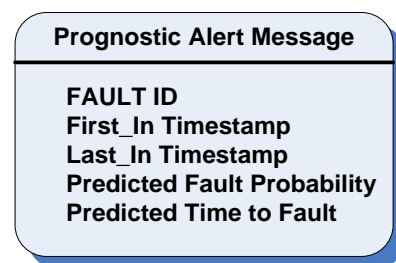 Prognostic Alert Message
FAULT ID
First_In Timestamp
Last_In Timestamp
Predicted Fault Probability
Predicted Time to Fault